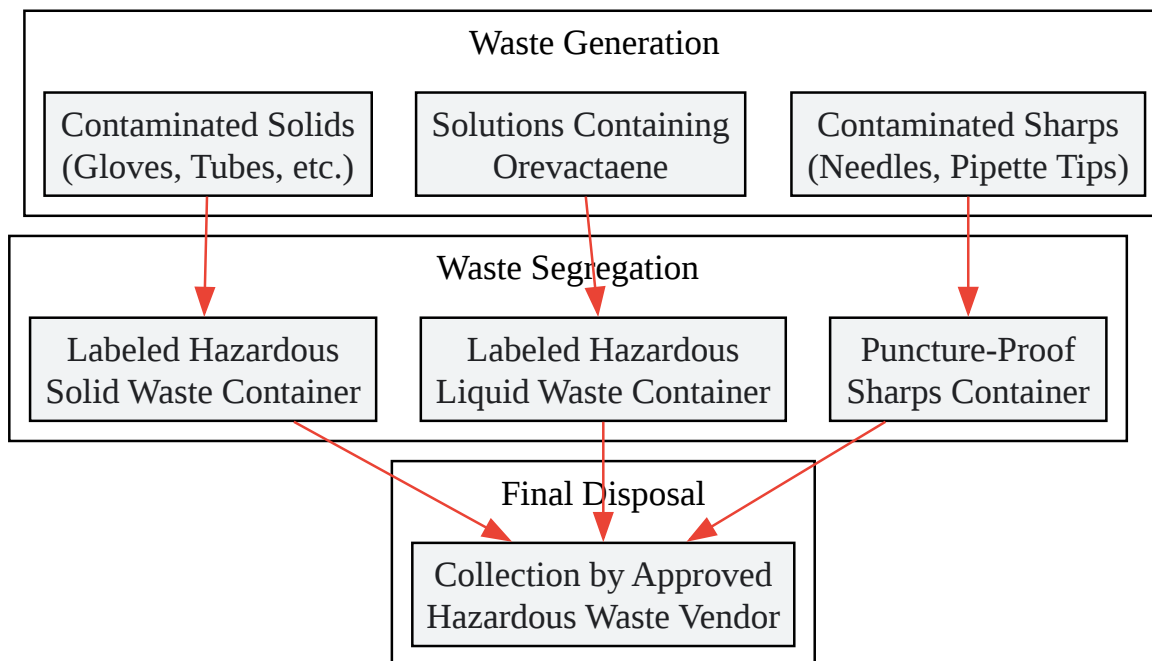 Waste Generation
Contaminated Solids
(Gloves, Tubes, etc.)
Solutions Containing
Orevactaene
Contaminated Sharps
(Needles, Pipette Tips)
Waste Segregation
Labeled Hazardous
Solid Waste Container
Labeled Hazardous
Liquid Waste Container
Puncture-Proof
Sharps Container
Final Disposal
Collection by Approved
Hazardous Waste Vendor